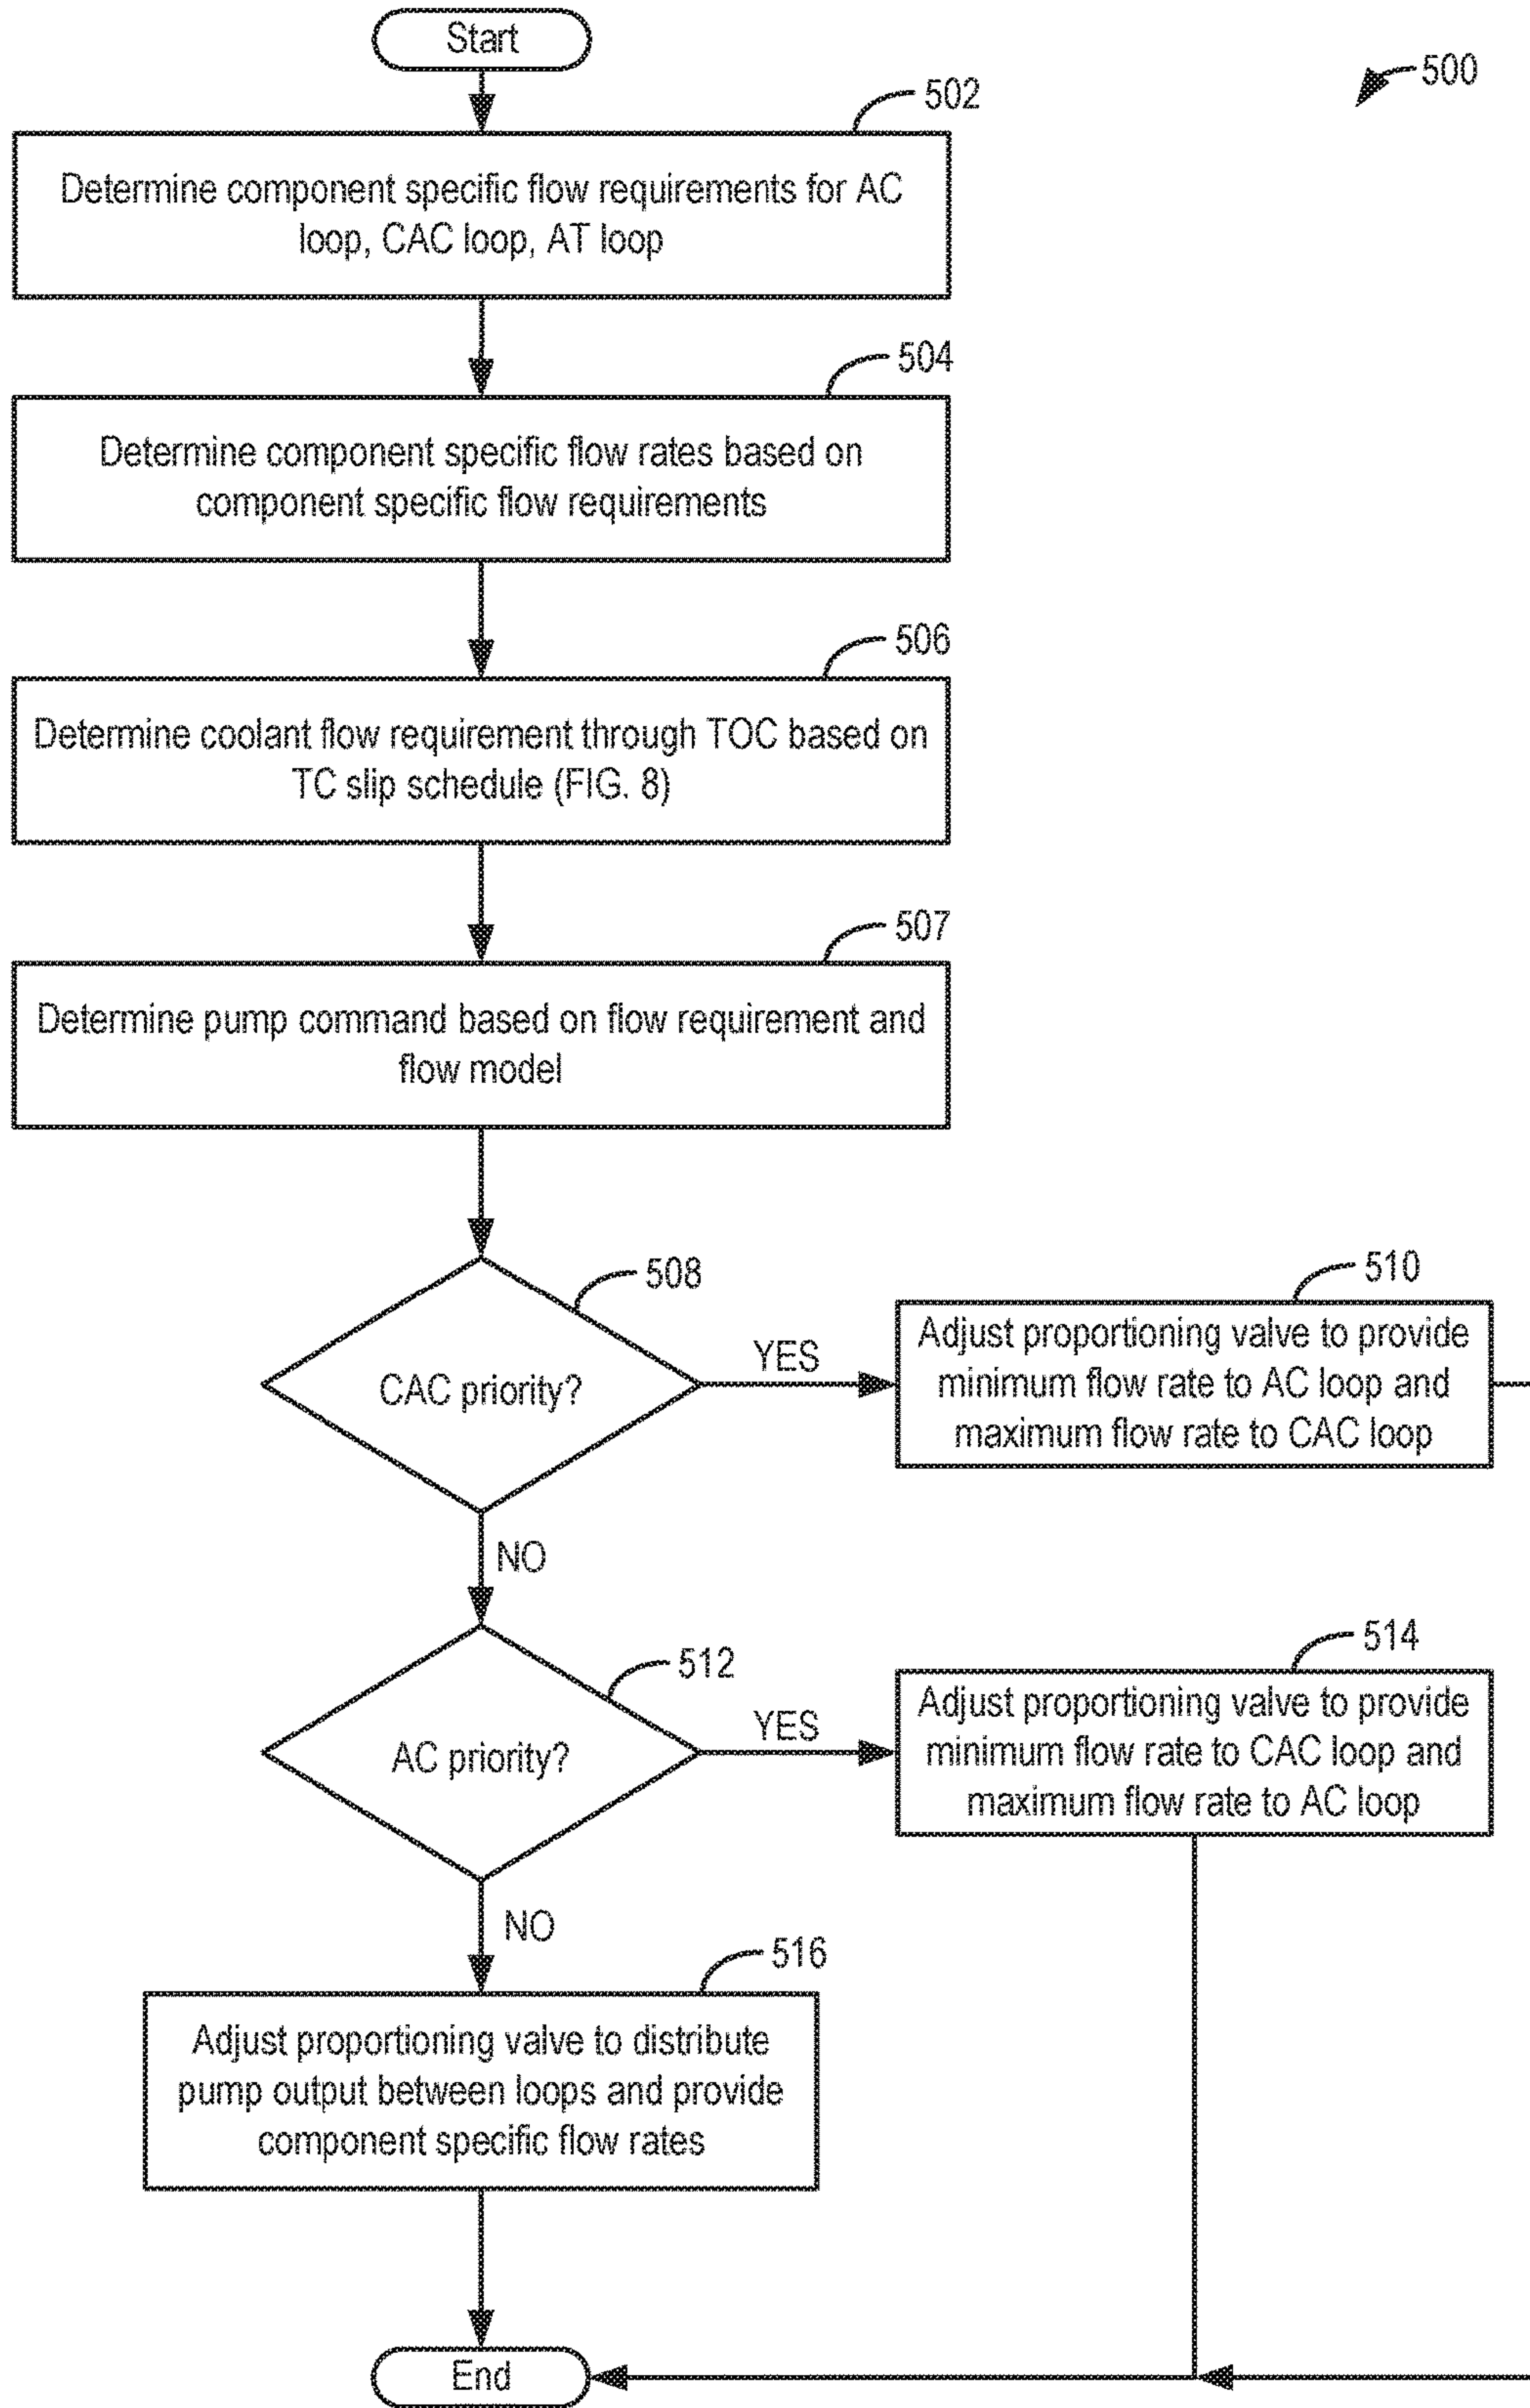 Start
500
502
Determine component specific flow requirements for AC
loop, CAC loop, AT loop
504
Determine component specific flow rates based on
component specific flow requirements
506
Determine coolant flow requirement through TOC based on
TC slip schedule (FIG. 8)
507
Determine pump command based on flow requirement and
flow model
508
CAC priority?
YES
510
Adjust proportioning valve to provide
minimum flow rate to AC loop and
maximum flow rate to CAC loop
NO
512
AC priority?
YES
514
Adjust proportioning valve to provide
minimum flow rate to CAC loop and
maximum flow rate to AC loop
NO
516
Adjust proportioning valve to distribute
pump output between loops and provide
component specific flow rates
End